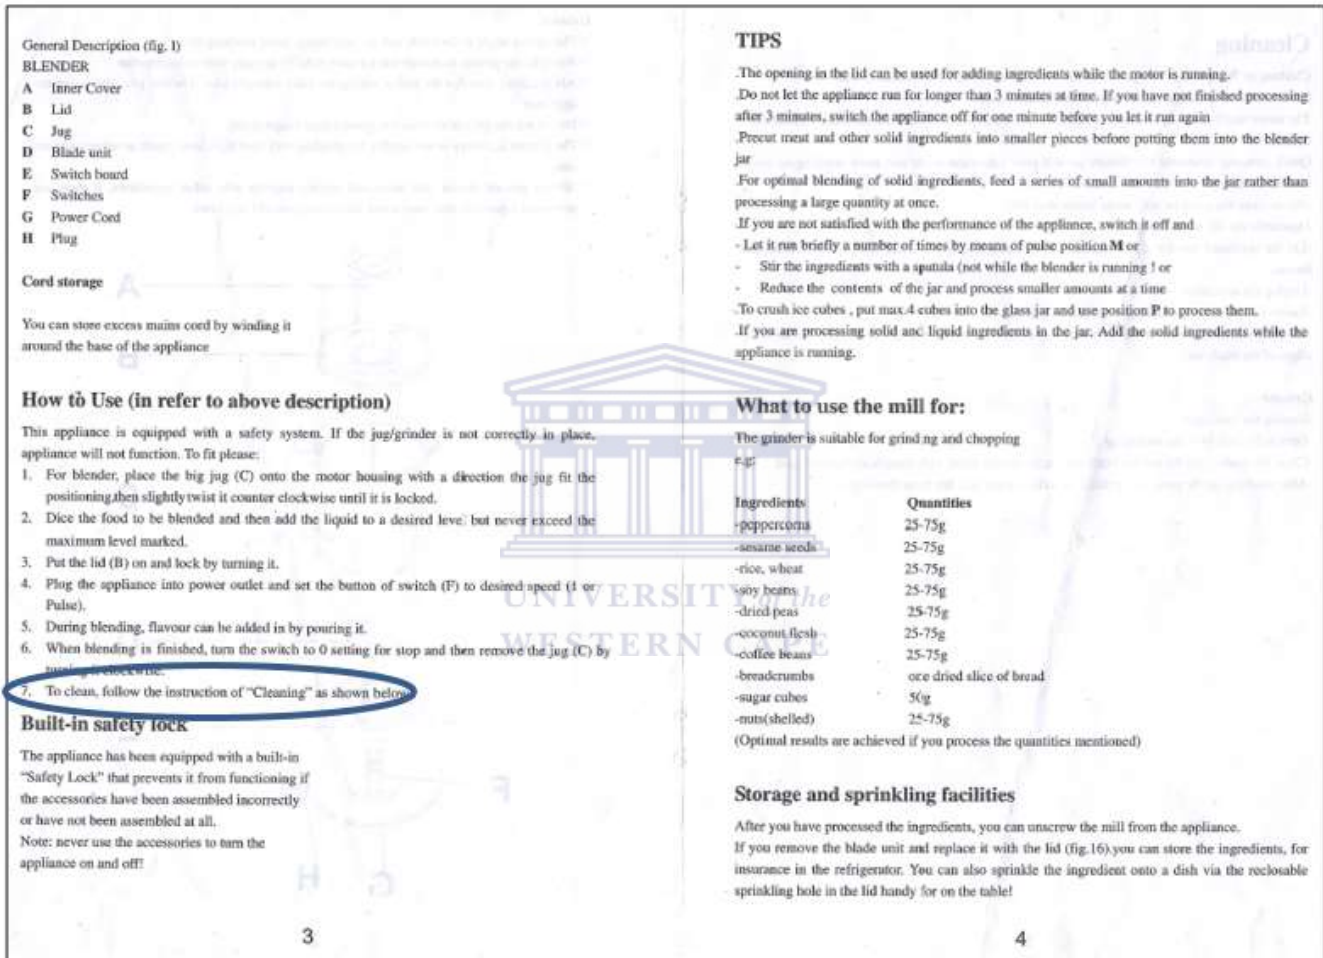 General Description (fig. 1)
BLENDER
A Inner Cover
B Lid
C Jug
D Blade unit
E Switch board
F Switches
G Power Cord
H Plug
Cord storage
You can store excess mains cord by winding it
around the base of the appliance
How to Use (in refer to above description)
This appliance is equipped with a safety system. If the jug/grinder is not correctly in place,
appliance will not function. To fit please:
1. For blender, place the big jug (C) onto the motor housing with a direction the jug fit the
positioning,then slightly twist it counter clockwise until it is locked.
2. Dice the food to be blended and then add the liquid to a desired level but never exceed the
maximum level marked.
3. Put the lid (B) on and lock by turning it.
4. Plug the appliance into power outlet and set the button of switch (F) to desired speed (1 or
Pulse).
5. During blending, flavour can be added in by pouring it.
6. When blending is finished, turn the switch to 0 setting for stop and then remove the jug (C) by
turning it clockwise.
7. To clean, follow the instruction of "Cleaning" as shown below
Built-in safety lock
The appliance has been equipped with a built-in
"Safety Lock" that prevents it from functioning if
the accessories have been assembled incorrectly
or have not been assembled at all.
Note: never use the accessories to turn the
appliance on and off!
3
TIPS
.The opening in the lid can be used for adding ingredients while the motor is running.
.Do not let the appliance run for longer than 3 minutes at time. If you have not finished processing
after 3 minutes, switch the appliance off for one minute before you let it run again
.Precut meat and other solid ingredients into smaller pieces before putting them into the blender
jar
.For optimal blending of solid ingredients, feed a series of small amounts into the jar rather than
processing a large quantity at once.
.If you are not satisfied with the performance of the appliance, switch it off and
- Let it run briefly a number of times by means of pulse position M or
- Stir the ingredients with a spatula (not while the blender is running ! or
- Reduce the contents of the jar and process smaller amounts at a time
.To crush ice cubes , put max.4 cubes into the glass jar and use position P to process them.
.If you are processing solid and liquid ingredients in the jar. Add the solid ingredients while the
appliance is running.
What to use the mill for:
The grinder is suitable for grinding and chopping
e.g:
Ingredients Quantities
-peppercorns 25-75g
-sesame seeds 25-75g
-rice, wheat 25-75g
-soy beans 25-75g
-dried peas 25-75g
-coconut flesh 25-75g
-coffee beans 25-75g
-breadcrumbs one dried slice of bread
-sugar cubes 50g
-nuts(shelled) 25-75g
(Optimal results are achieved if you process the quantities mentioned)
Storage and sprinkling facilities
After you have processed the ingredients, you can unscrew the mill from the appliance.
If you remove the blade unit and replace it with the lid (fig.16).you can store the ingredients, for
insurance in the refrigerator. You can also sprinkle the ingredient onto a dish via the reclosable
sprinkling hole in the lid handy for on the table!
4
UNIVERSITY of the
WESTERN CAPE